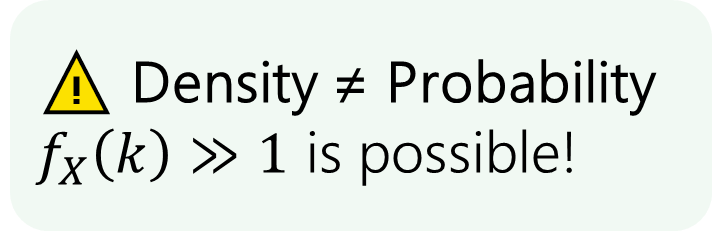 ⚠ Density ≠ Probability
f_X(k) ≫ 1 is possible!